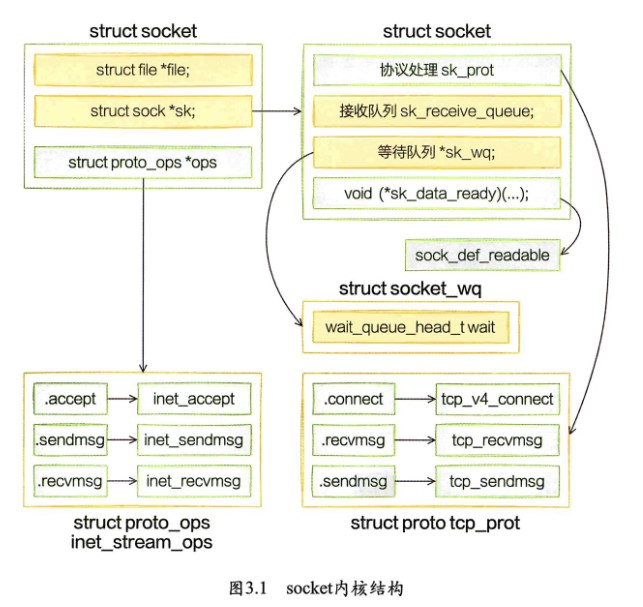 struct socket
struct file *file;
struct sock *sk;
struct proto_ops *ops
struct socket
协议处理 sk_prot
接收队列 sk_receive_queue;
等待队列 *sk_wq;
void (*sk_data_ready)(...);
sock_def_readable
struct socket_wq
wait_queue_head_t wait
.accept
inet_accept
.sendmsg
inet_sendmsg
.recvmsg
inet_recvmsg
struct proto_ops
inet_stream_ops
.connect
tcp_v4_connect
.recvmsg
tcp_recvmsg
.sendmsg
tcp_sendmsg
struct proto tcp_prot
图3.1 socket内核结构